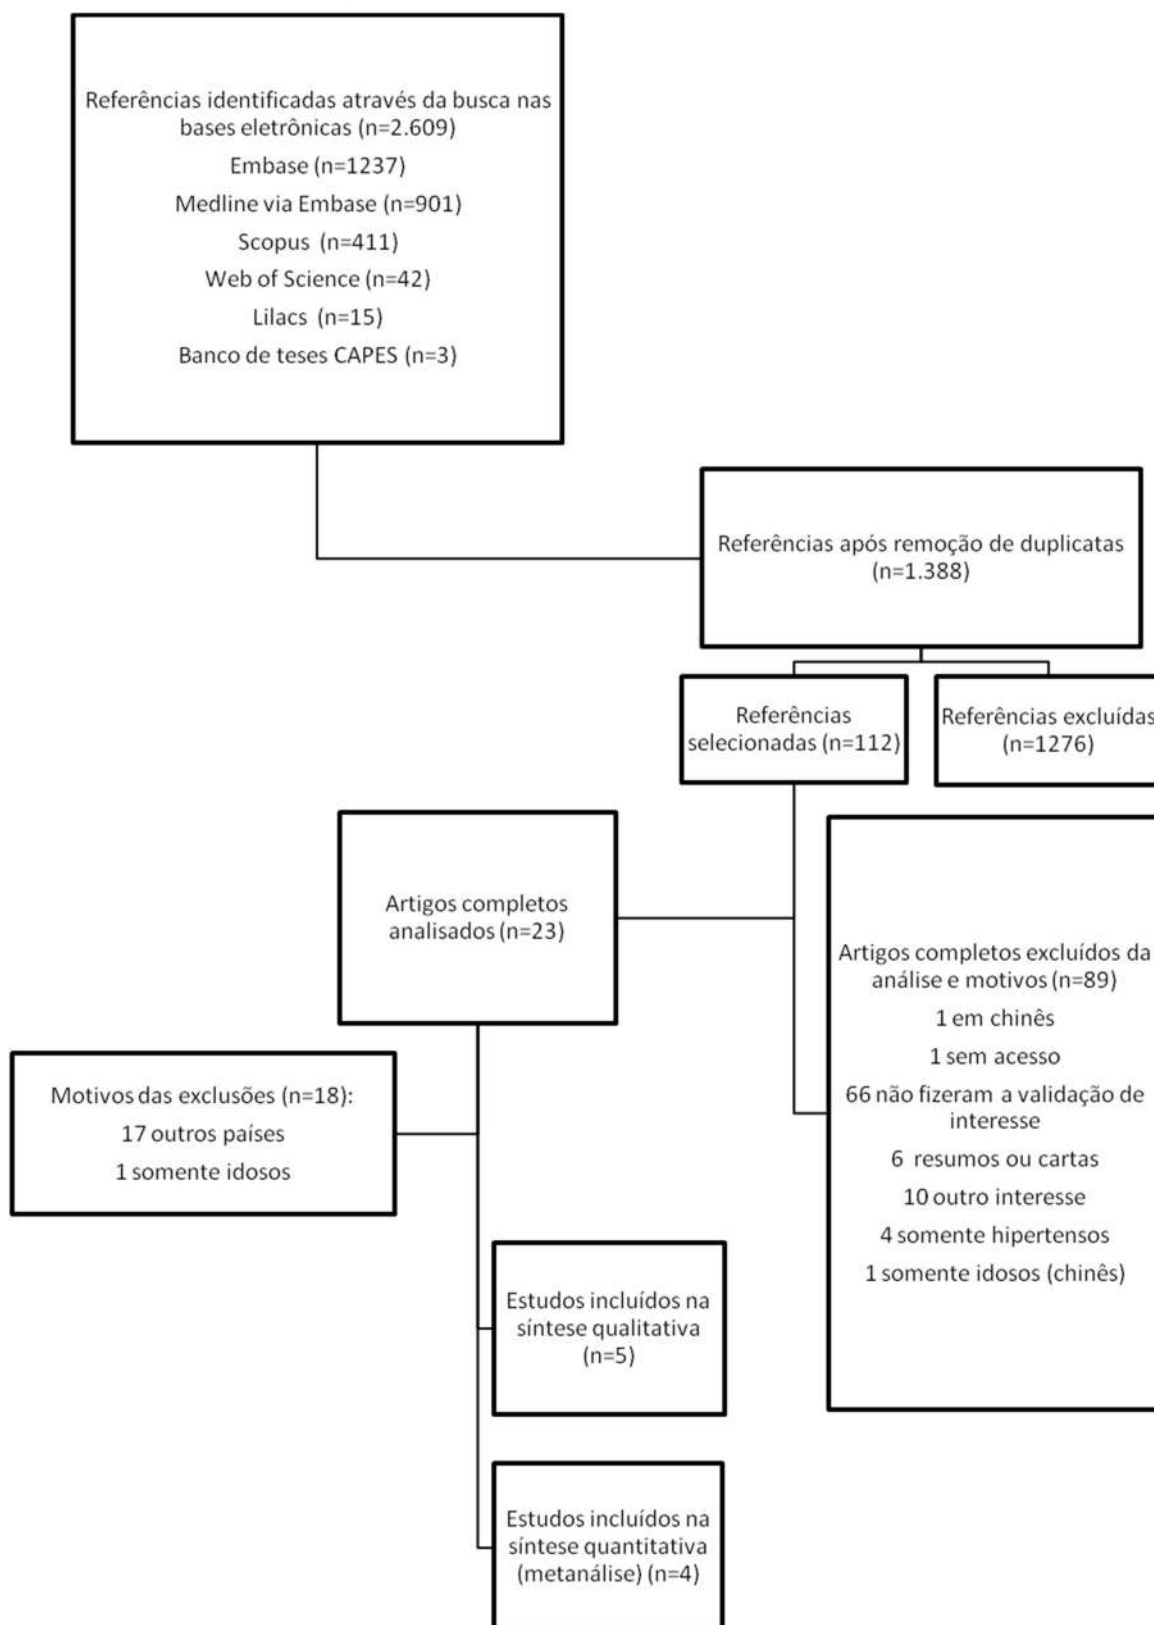 Referências identificadas através da busca nas
bases eletrônicas (n=2.609)
Embase (n=1237)
Medline via Embase (n=901)
Scopus (n=411)
Web of Science (n=42)
Lilacs (n=15)
Banco de teses CAPES (n=3)
Referências após remoção de duplicatas
(n=1.388)
Referências
selecionadas (n=112)
Referências excluídas
(n=1276)
Artigos completos
analisados (n=23)
Artigos completos excluídos da
análise e motivos (n=89)
1 em chinês
1 sem acesso
66 não fizeram a validação de
interesse
6 resumos ou cartas
10 outro interesse
4 somente hipertensos
1 somente idosos (chinês)
Motivos das exclusões (n=18):
17 outros países
1 somente idosos
Estudos incluídos na
síntese qualitativa
(n=5)
Estudos incluídos na
síntese quantitativa
(metanálise) (n=4)